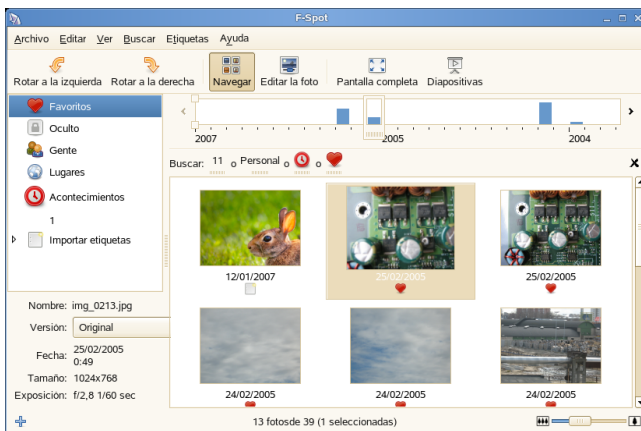 F-Spot
Archivo Editar Ver Buscar Etiquetas Ayuda
Rotar a la izquierda Rotar a la derecha Navegar Editar la foto Pantalla completa Diapositivas
Favoritos
Oculto
Gente
Lugares
Acontecimientos
1
Importar etiquetas
2007 2005 2004
Buscar: 11 o Personal o o
12/01/2007 25/02/2005 25/02/2005
24/02/2005 24/02/2005 24/02/2005
Nombre: img_0213.jpg
Versión: Original
Fecha: 25/02/2005
0:49
Tamaño: 1024x768
Exposición: f/2,8 1/60 sec
13 fotosde 39 (1 seleccionadas)